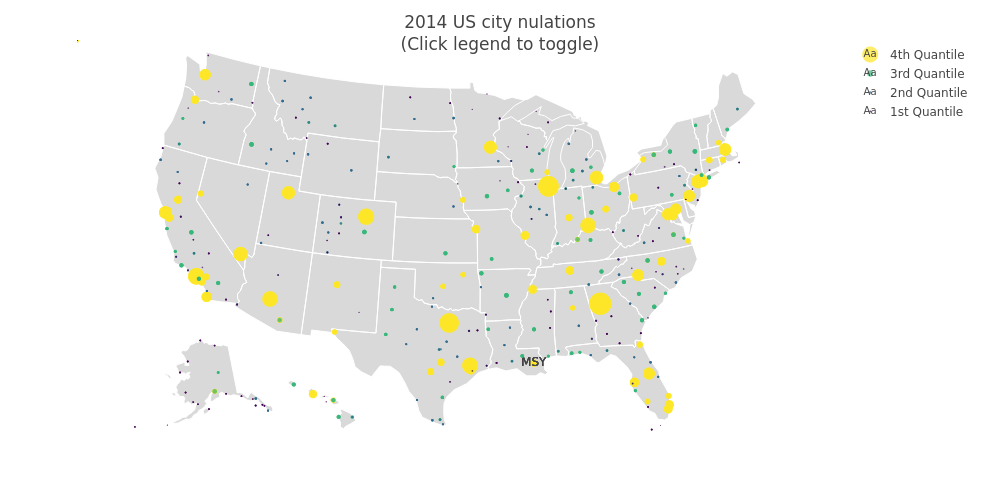 2014 US city nulations
(Click legend to toggle)
Aa 4th Quantile
Aa 3rd Quantile
Aa 2nd Quantile
Aa 1st Quantile
MSY